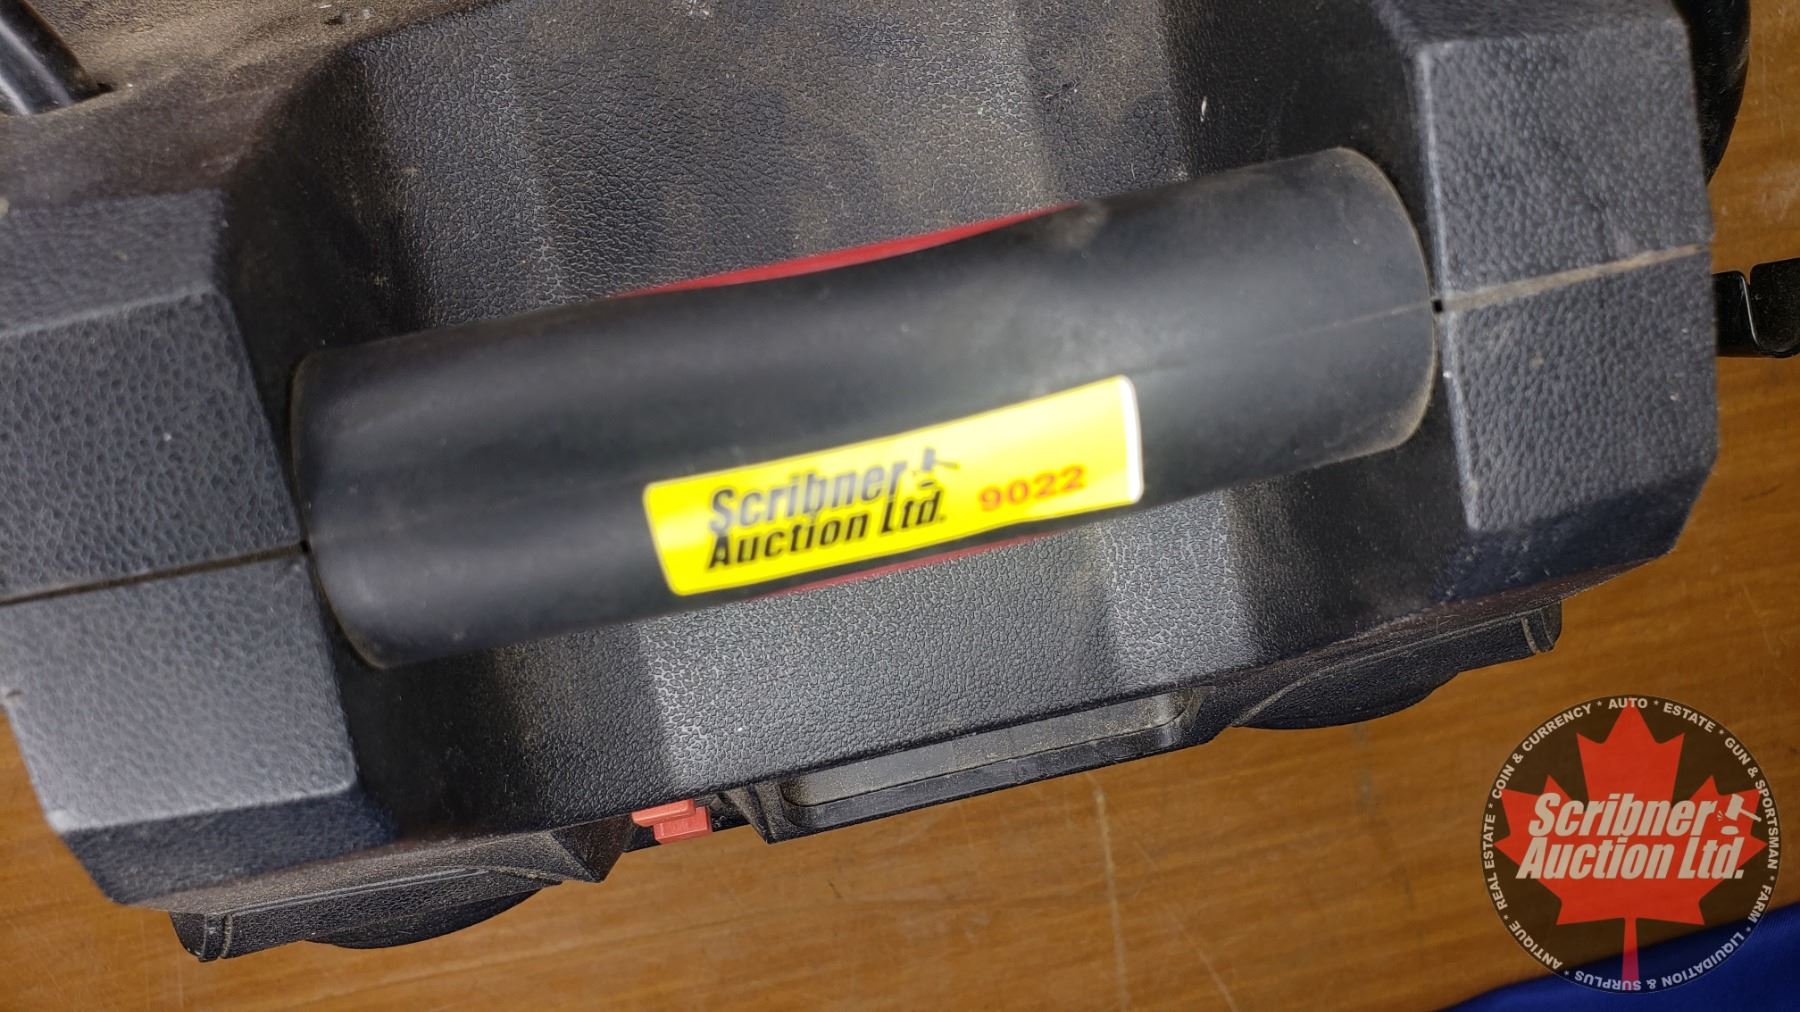 Scribner
Auction Ltd.
9022
REAL ESTATE * COIN & CURRENCY * AUTO * ESTATE * GUN & SPORTSMAN * FARM * LIQUIDATION & SURPLUS * ANTIQUE *
Scribner
Auction Ltd.